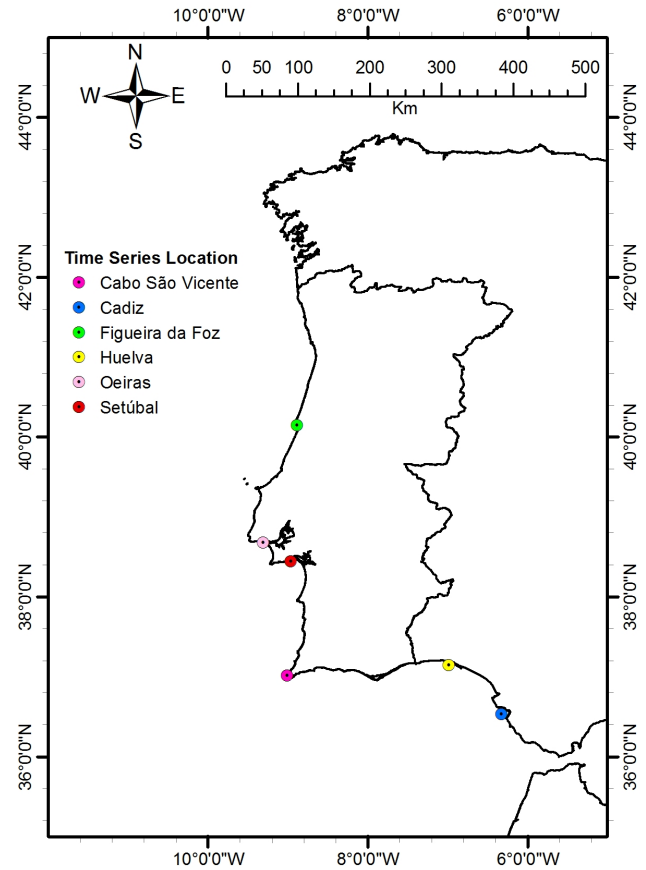 10°0'0"W 8°0'0"W 6°0'0"W
N
W E
S
0 50 100 200 300 400 500
Km
44°0'0"N 44°0'0"N
Time Series Location
Cabo São Vicente
Cadiz
Figueira da Foz
Huelva
Oeiras
Setúbal
42°0'0"N 42°0'0"N
40°0'0"N 40°0'0"N
38°0'0"N 38°0'0"N
36°0'0"N 36°0'0"N
10°0'0"W 8°0'0"W 6°0'0"W